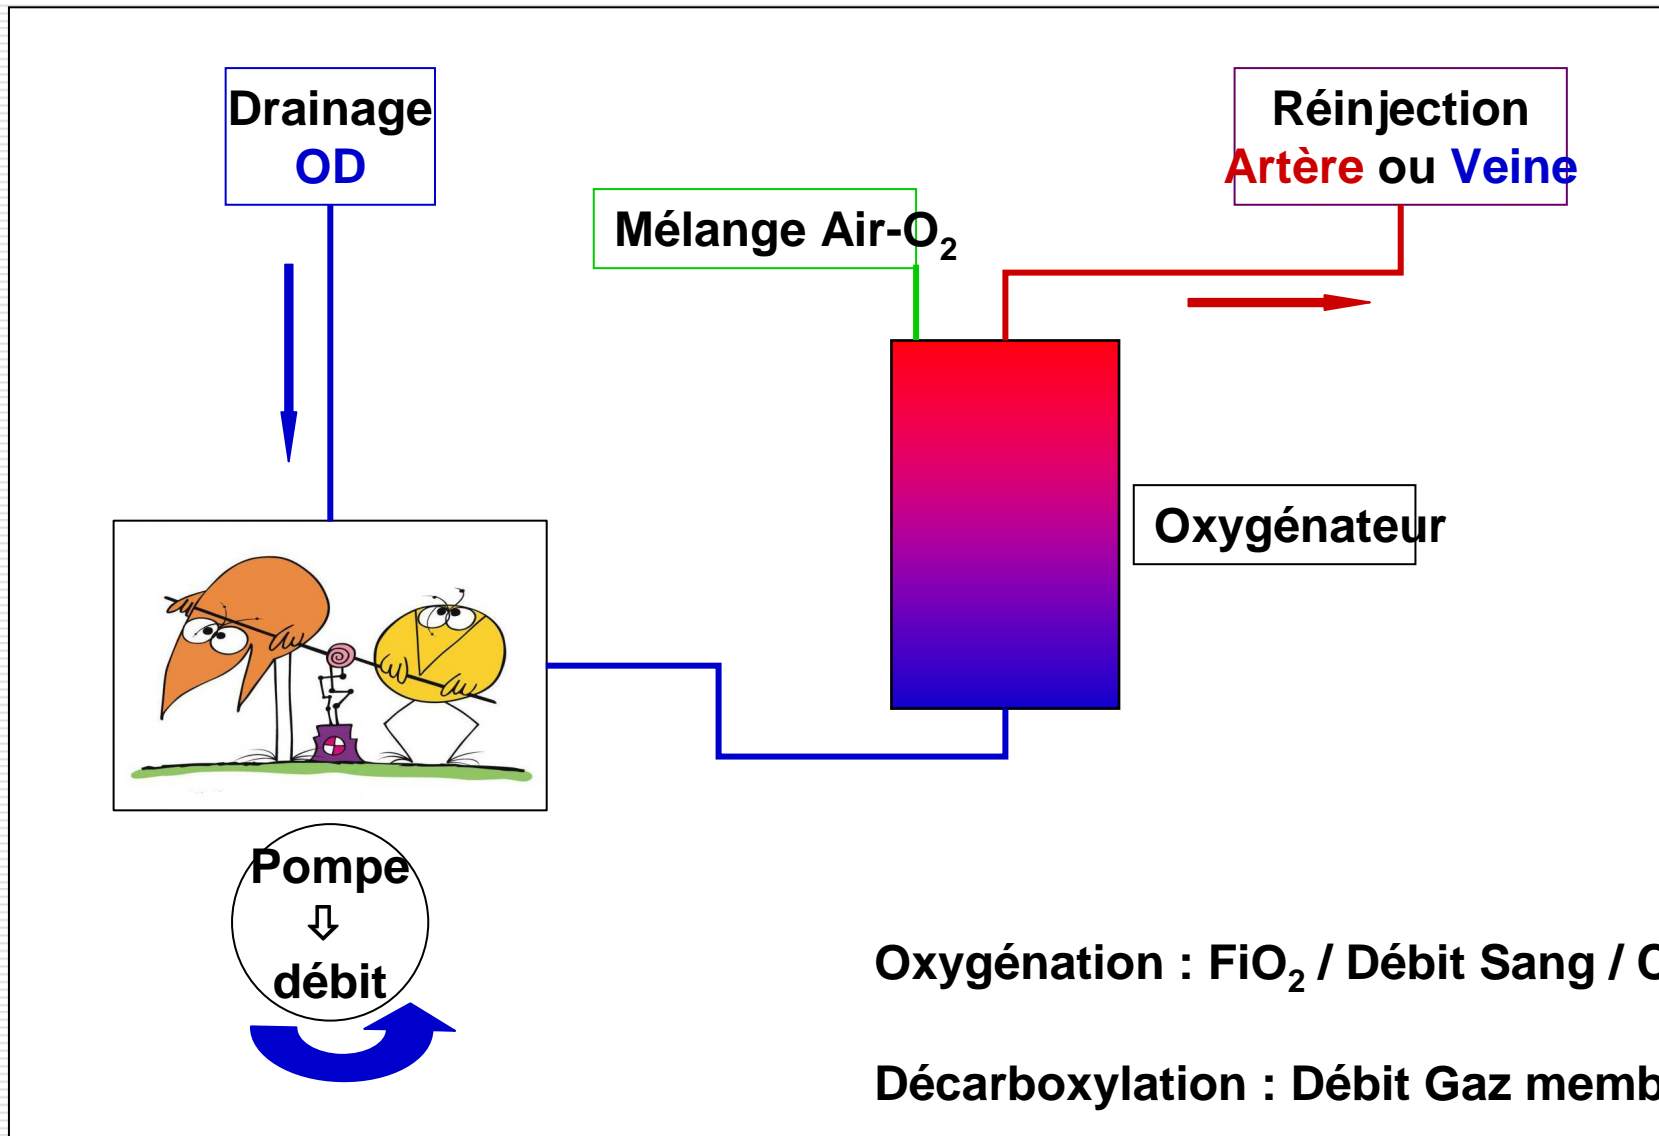 Drainage
OD
Réinjection
Artère ou Veine
Mélange Air-O₂
Oxygénateur
Pompe
⇩
débit
Oxygénation : FiO₂ / Débit Sang /
Décarboxylation : Débit Gaz memb